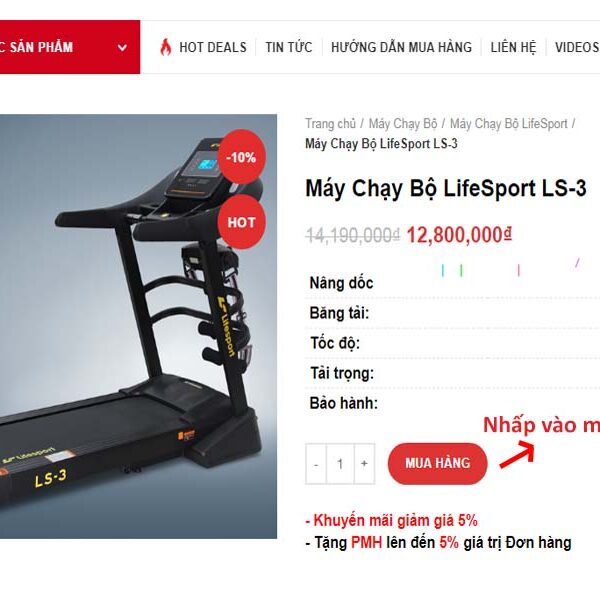 SẢN PHẨM
HOT DEALS
TIN TỨC
HƯỚNG DẪN MUA HÀNG
LIÊN HỆ
VIDEOS
-10%
HOT
Lifesport
Lifesport
LS-3
Trang chủ / Máy Chạy Bộ / Máy Chạy Bộ LifeSport /
Máy Chạy Bộ LifeSport LS-3
Máy Chạy Bộ LifeSport LS-3
14,190,000₫ 12,800,000₫
Nâng dốc
Băng tải:
Tốc độ:
Tải trọng:
Bảo hành:
Nhấp vào
- 1 +
MUA HÀNG
- Khuyến mãi giảm giá 5%
- Tặng PMH lên đến 5% giá trị Đơn hàng